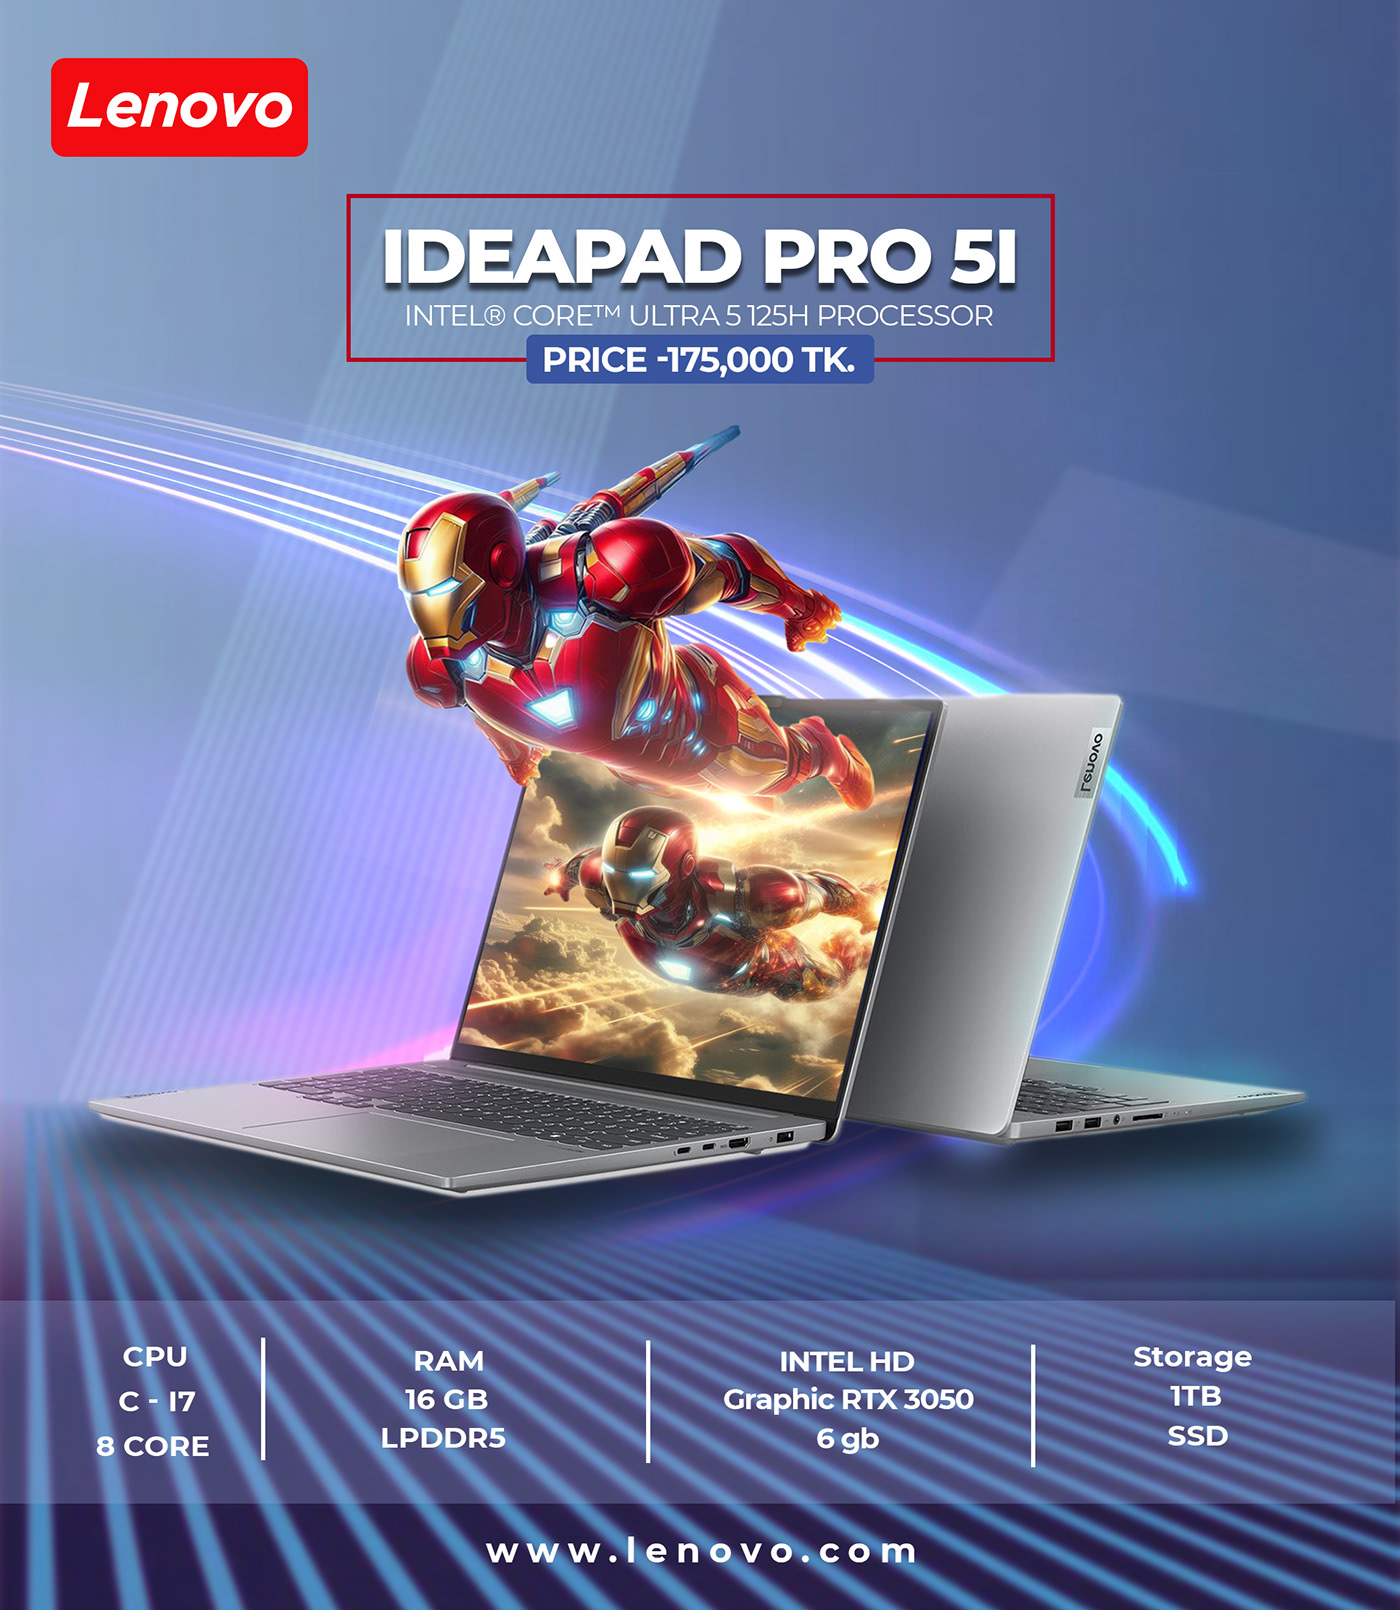 Lenovo
IDEAPAD PRO 5I
INTEL® CORE™ ULTRA 5 125H PROCESSOR
PRICE -175,000 TK.
Lenovo
CPU
C - I7
8 CORE
RAM
16 GB
LPDDR5
INTEL HD
Graphic RTX 3050
6 gb
Storage
1TB
SSD
www.lenovo.com